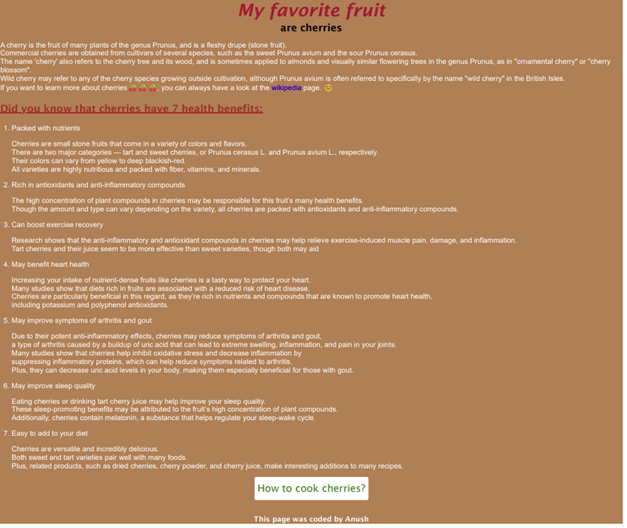 My favorite fruit
are cherries
A cherry is the fruit of many plants of the genus Prunus, and is a fleshy drupe (stone fruit).
Commercial cherries are obtained from cultivars of several species, such as the sweet Prunus avium and the sour Prunus cerasus.
The name 'cherry' also refers to the cherry tree and its wood, and is sometimes applied to almonds and visually similar flowering trees in the genus Prunus, as in "ornamental cherry" or "cherry
blossom".
Wild cherry may refer to any of the cherry species growing outside cultivation, although Prunus avium is often referred to specifically by the name "wild cherry" in the British Isles.
If you want to learn more about cherries 🍒🍒🍒, you can always have a look at the wikipedia page. 🙂
Did you know that cherries have 7 health benefits:
1. Packed with nutrients
Cherries are small stone fruits that come in a variety of colors and flavors.
There are two major categories — tart and sweet cherries, or Prunus cerasus L. and Prunus avium L., respectively.
Their colors can vary from yellow to deep blackish-red.
All varieties are highly nutritious and packed with fiber, vitamins, and minerals.
2. Rich in antioxidants and anti-inflammatory compounds
The high concentration of plant compounds in cherries may be responsible for this fruit's many health benefits.
Though the amount and type can vary depending on the variety, all cherries are packed with antioxidants and anti-inflammatory compounds.
3. Can boost exercise recovery
Research shows that the anti-inflammatory and antioxidant compounds in cherries may help relieve exercise-induced muscle pain, damage, and inflammation.
Tart cherries and their juice seem to be more effective than sweet varieties, though both may aid
4. May benefit heart health
Increasing your intake of nutrient-dense fruits like cherries is a tasty way to protect your heart.
Many studies show that diets rich in fruits are associated with a reduced risk of heart disease.
Cherries are particularly beneficial in this regard, as they're rich in nutrients and compounds that are known to promote heart health,
including potassium and polyphenol antioxidants.
5. May improve symptoms of arthritis and gout
Due to their potent anti-inflammatory effects, cherries may reduce symptoms of arthritis and gout,
a type of arthritis caused by a buildup of uric acid that can lead to extreme swelling, inflammation, and pain in your joints.
Many studies show that cherries help inhibit oxidative stress and decrease inflammation by
suppressing inflammatory proteins, which can help reduce symptoms related to arthritis.
Plus, they can decrease uric acid levels in your body, making them especially beneficial for those with gout.
6. May improve sleep quality
Eating cherries or drinking tart cherry juice may help improve your sleep quality.
These sleep-promoting benefits may be attributed to the fruit's high concentration of plant compounds.
Additionally, cherries contain melatonin, a substance that helps regulate your sleep-wake cycle.
7. Easy to add to your diet
Cherries are versatile and incredibly delicious.
Both sweet and tart varieties pair well with many foods.
Plus, related products, such as dried cherries, cherry powder, and cherry juice, make interesting additions to many recipes.
How to cook cherries?
This page was coded by Anush